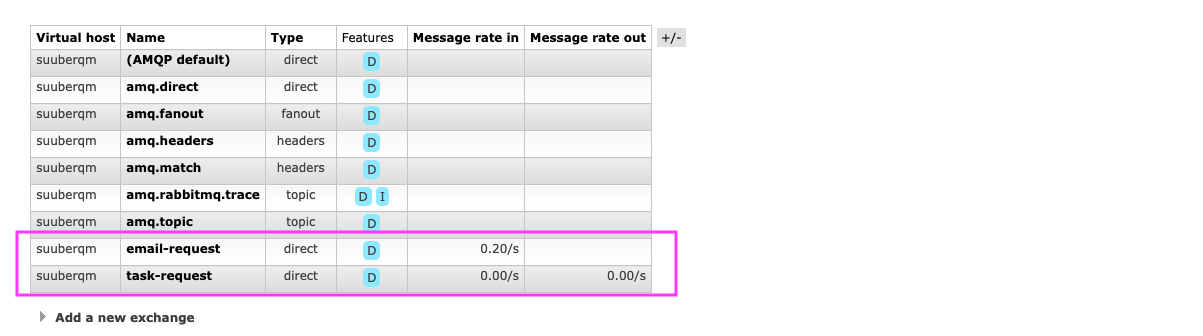 Virtual host Name Type Features Message rate in Message rate out +/-
suuberqm (AMQP default) direct D
suuberqm amq.direct direct D
suuberqm amq.fanout fanout D
suuberqm amq.headers headers D
suuberqm amq.match headers D
suuberqm amq.rabbitmq.trace topic D I
suuberqm amq.topic topic D
suuberqm email-request direct D 0.20/s
suuberqm task-request direct D 0.00/s 0.00/s
Add a new exchange